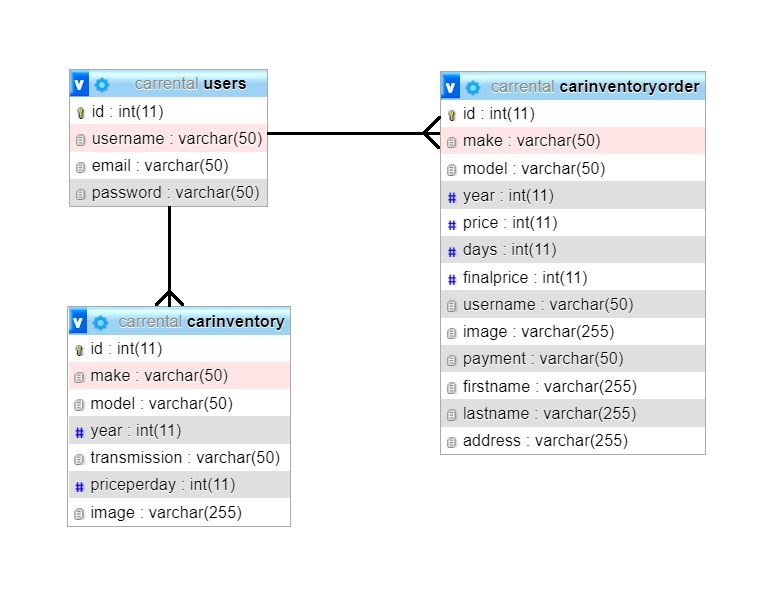 carrental users
id : int(11)
username : varchar(50)
email : varchar(50)
password : varchar(50)
carrental carinventoryorder
id : int(11)
make : varchar(50)
model : varchar(50)
year : int(11)
price : int(11)
days : int(11)
finalprice : int(11)
username : varchar(50)
image : varchar(255)
payment : varchar(50)
firstname : varchar(255)
lastname : varchar(255)
address : varchar(255)
carrental carinventory
id : int(11)
make : varchar(50)
model : varchar(50)
year : int(11)
transmission : varchar(50)
priceperday : int(11)
image : varchar(255)